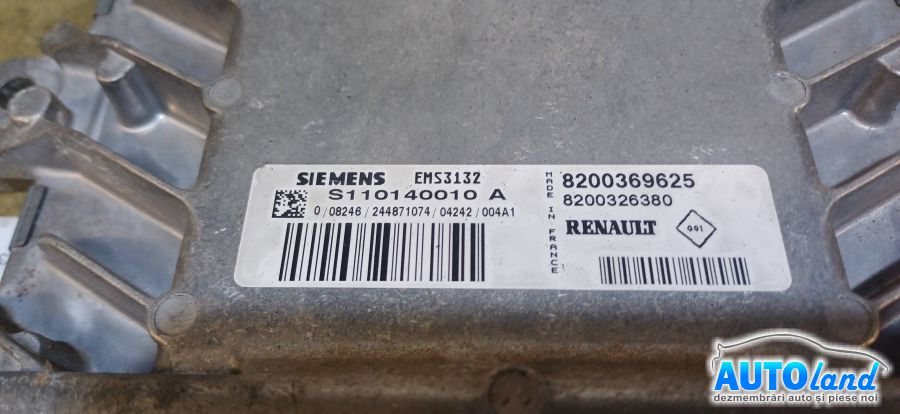 SIEMENS EMS3132
S110140010 A
0/08246/244871074/04242/004A1
MADE IN FRANCE
8200369625
8200326380
RENAULT 001
AUTOland
dezmembrări auto și piese noi